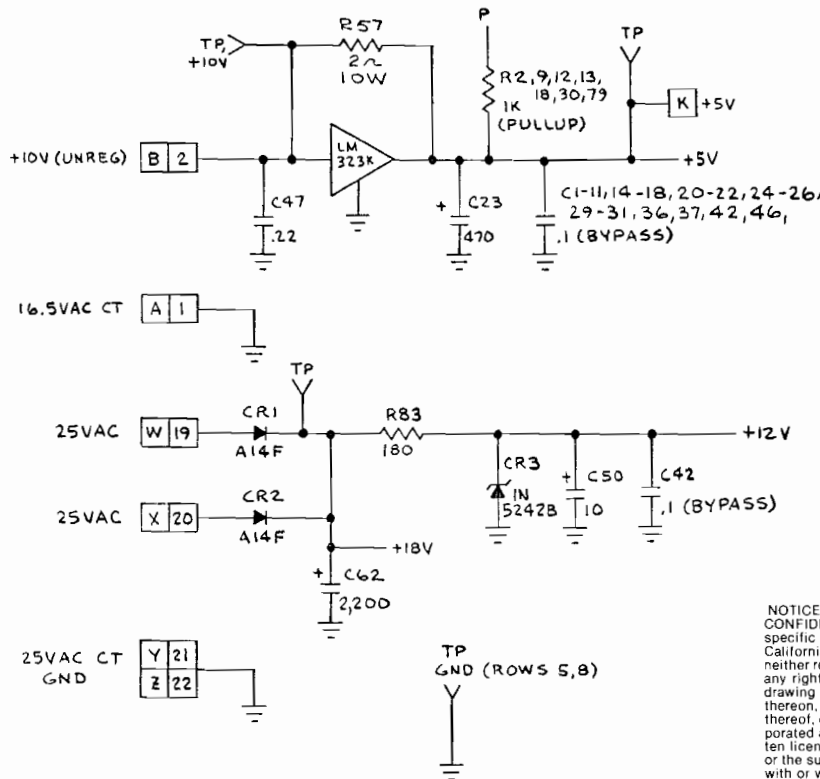 R57
TP,
+10V
2Ω
10W
P
R2,9,12,13,
18,30,79
1K
(PULLUP)
TP
K +5V
+10V (UNREG) B 2
LM
323K
+5V
C47
.22
+ C23
470
C1-11,14-18,20-22,24-26,
29-31,36,37,42,46,
.1 (BYPASS)
16.5VAC CT A 1
TP
25VAC W 19
CR1
A14F
R83
180
+12V
CR3
1N
5242B
+ C50
10
C42
.1 (BYPASS)
25VAC X 20
CR2
A14F
+18V
+ C62
2,200
25VAC CT
GND
Y 21
Z 22
TP
GND (ROWS 5,8)
NOTICE
CONFIDE
specific
Californi
neither re
any right
drawing
thereon,
thereof,
porated a
ten licen
or the su
with or v